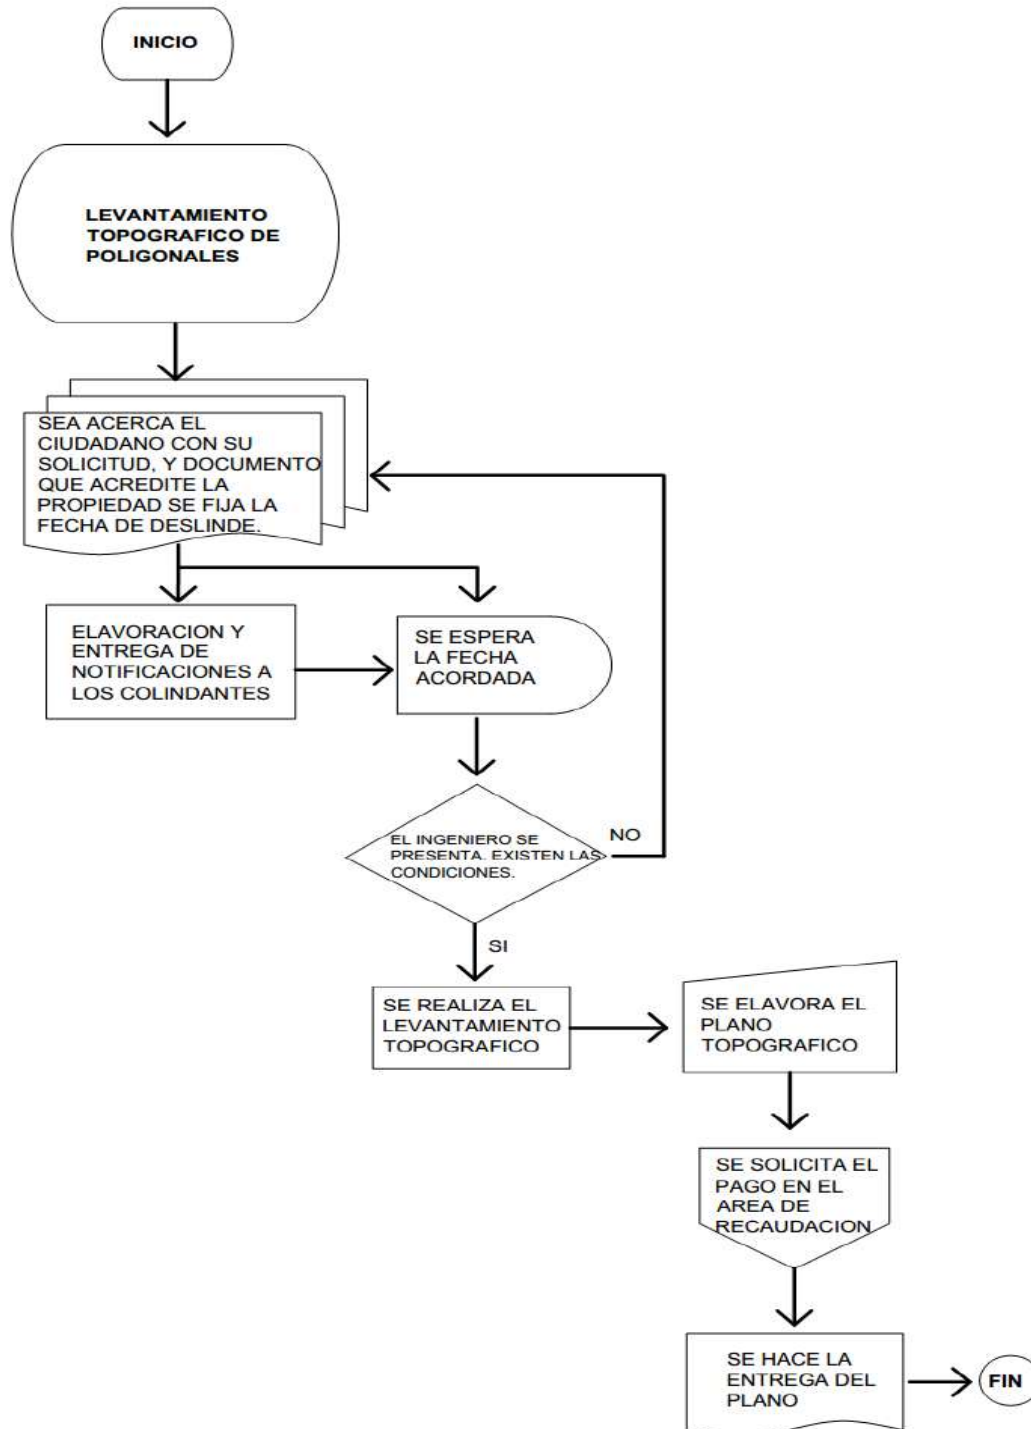 INICIO
LEVANTAMIENTO
TOPOGRAFICO DE
POLIGONALES
SEA ACERCA EL
CIUDADANO CON SU
SOLICITUD, Y DOCUMENTO
QUE ACREDITE LA
PROPIEDAD SE FIJA LA
FECHA DE DESLINDE.
ELAVORACION Y
ENTREGA DE
NOTIFICACIONES A
LOS COLINDANTES
SE ESPERA
LA FECHA
ACORDADA
EL INGENIERO SE
PRESENTA. EXISTEN LAS
CONDICIONES.
NO
SI
SE REALIZA EL
LEVANTAMIENTO
TOPOGRAFICO
SE ELAVORA EL
PLANO
TOPOGRAFICO
SE SOLICITA EL
PAGO EN EL
AREA DE
RECAUDACION
SE HACE LA
ENTREGA DEL
PLANO
FIN